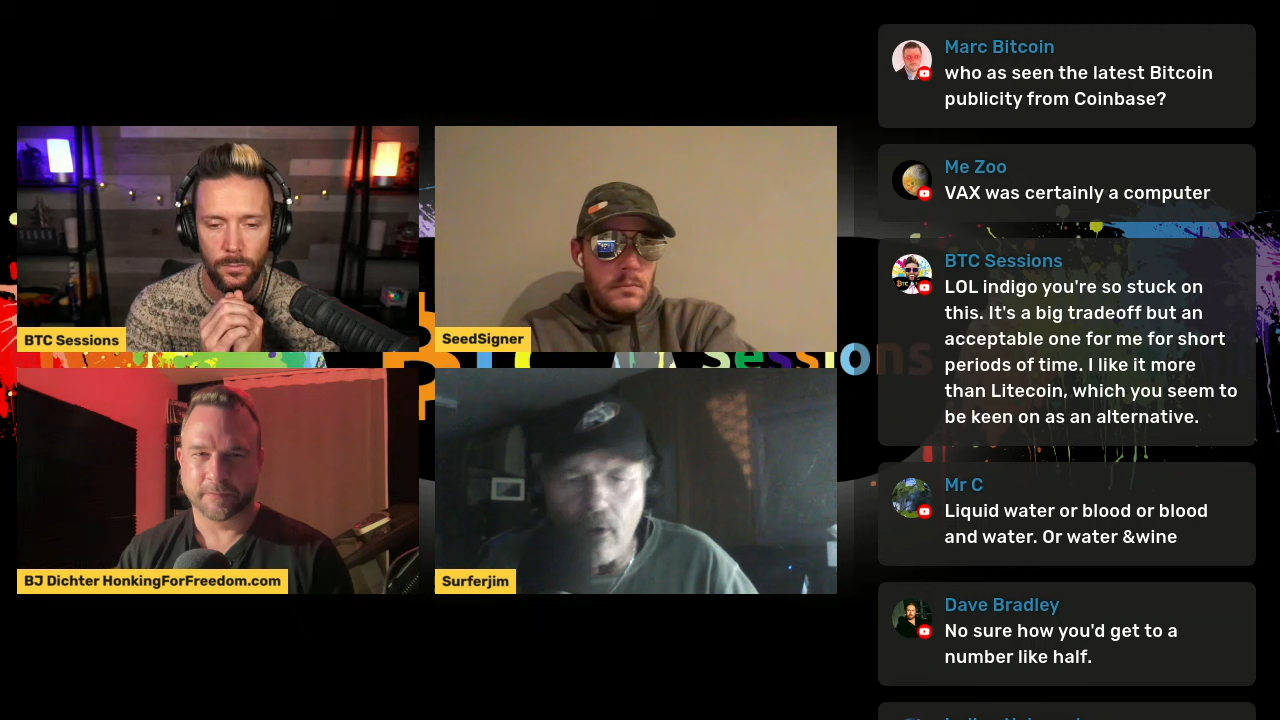 BTC Sessions
SeedSigner
BJ Dichter HonkingForFreedom.com
Surferjim
Marc Bitcoin
who as seen the latest Bitcoin
publicity from Coinbase?
Me Zoo
VAX was certainly a computer
BTC Sessions
LOL indigo you're so stuck on
this. It's a big tradeoff but an
acceptable one for me for short
periods of time. I like it more
than Litecoin, which you seem to
be keen on as an alternative.
Mr C
Liquid water or blood or blood
and water. Or water &wine
Dave Bradley
No sure how you'd get to a
number like half.